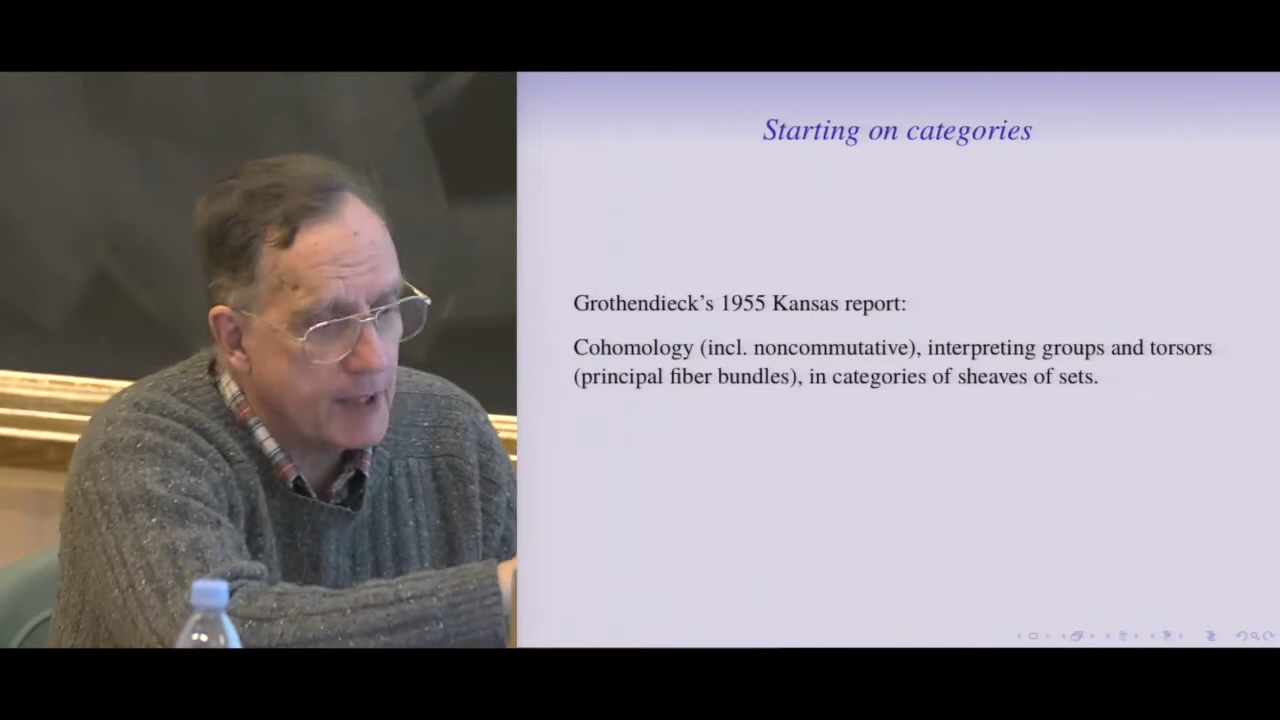 Starting on categories
Grothendieck's 1955 Kansas report:
Cohomology (incl. noncommutative), interpreting groups and torsors
(principal fiber bundles), in categories of sheaves of sets.